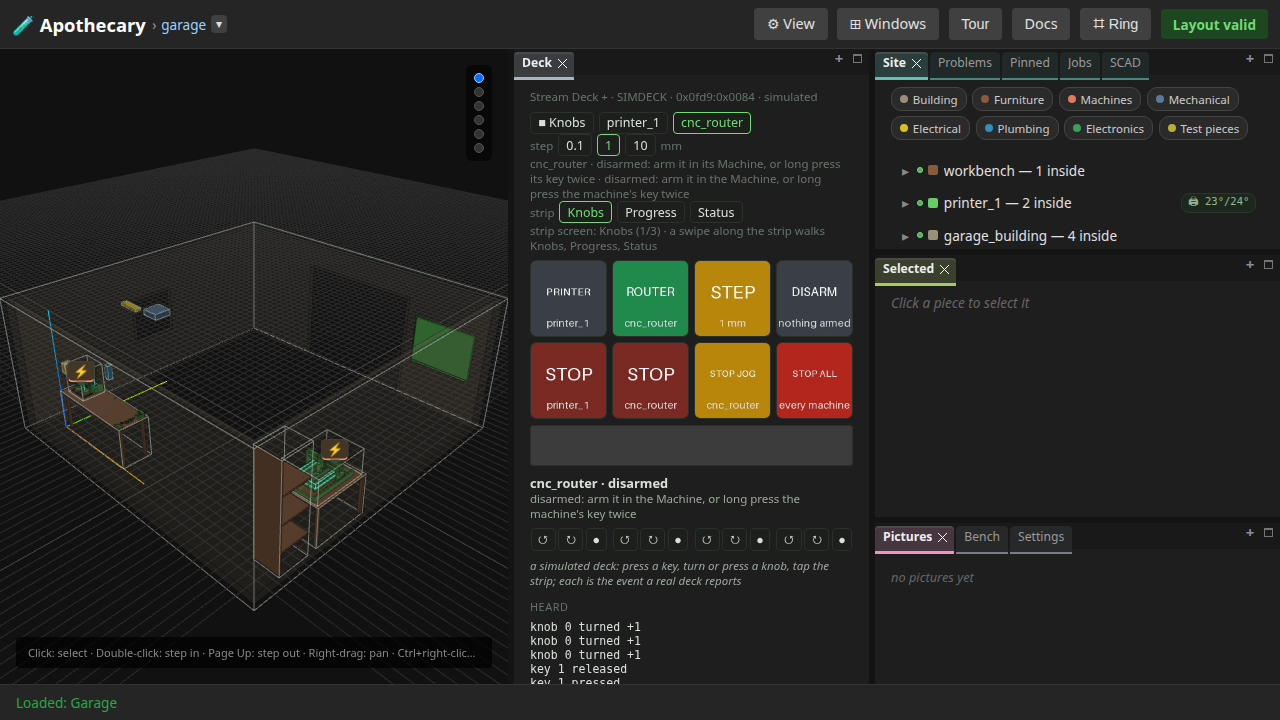 Apothecary › garage ▾
⚙ View
⊞ Windows
Tour
Docs
⌗ Ring
Layout valid
Click: select · Double-click: step in · Page Up: step out · Right-drag: pan · Ctrl+right-clic...
Deck
Stream Deck + · SIMDECK · 0x0fd9:0x0084 · simulated
■ Knobs printer_1 cnc_router
step 0.1 1 10 mm
cnc_router · disarmed: arm it in its Machine, or long press
its key twice · disarmed: arm it in the Machine, or long
press the machine's key twice
strip Knobs Progress Status
strip screen: Knobs (1/3) · a swipe along the strip walks
Knobs, Progress, Status
PRINTER ROUTER STEP DISARM
printer_1 cnc_router 1 mm nothing armed
STOP STOP STOP JOG STOP ALL
printer_1 cnc_router cnc_router every machine
cnc_router · disarmed
disarmed: arm it in the Machine, or long press the
machine's key twice
↺ ↻ ● ↺ ↻ ● ↺ ↻ ● ↺ ↻ ●
a simulated deck: press a key, turn or press a knob, tap the
strip; each is the event a real deck reports
HEARD
knob 0 turned +1
knob 0 turned +1
knob 0 turned +1
key 1 released
key 1 pressed
Site Problems Pinned Jobs SCAD
Building Furniture Machines Mechanical
Electrical Plumbing Electronics Test pieces
▸ workbench — 1 inside
▸ printer_1 — 2 inside 23°/24°
▸ garage_building — 4 inside
Selected
Click a piece to select it
Pictures Bench Settings
no pictures yet
Loaded: Garage